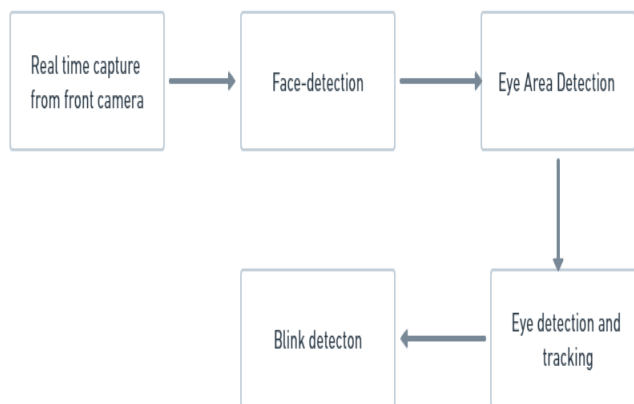 Real time capture
from front camera
Face-detection
Eye Area Detection
Eye detection and
tracking
Blink detecton